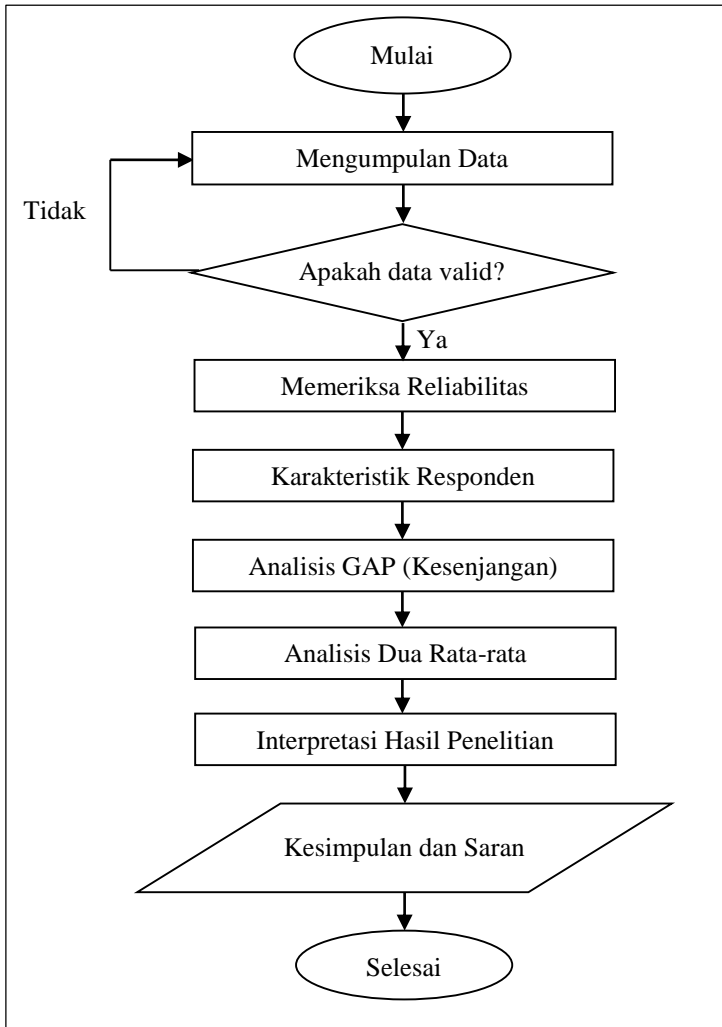 Mulai
Mengumpulan Data
Tidak
Apakah data valid?
Ya
Memeriksa Reliabilitas
Karakteristik Responden
Analisis GAP (Kesenjangan)
Analisis Dua Rata-rata
Interpretasi Hasil Penelitian
Kesimpulan dan Saran
Selesai